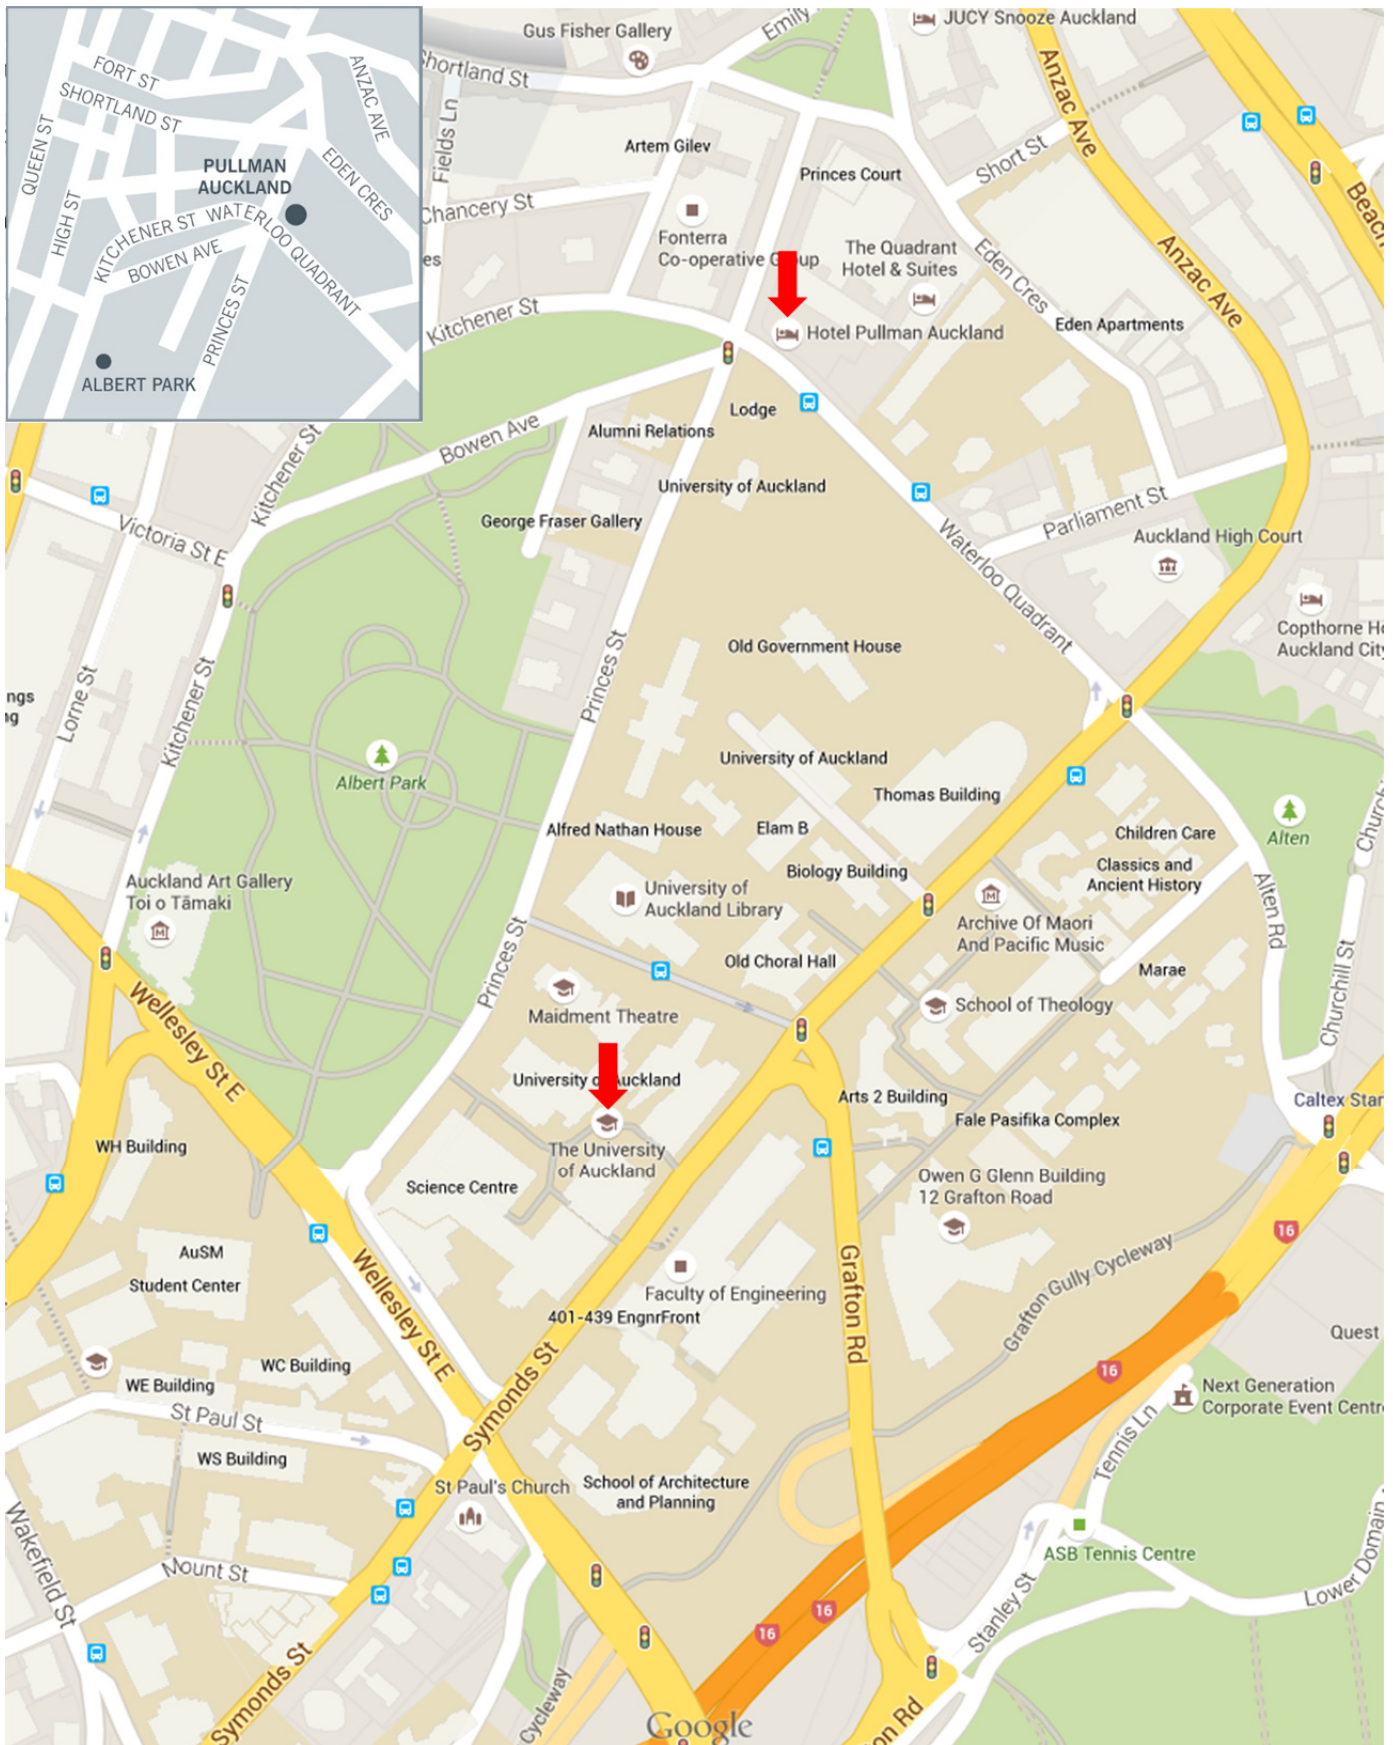 FORT ST
SHORTLAND ST
ANZAC AVE
QUEEN ST
PULLMAN
AUCKLAND
EDEN CRES
HIGH ST
KITCHENER ST
WATERLOO QUADRANT
BOWEN AVE
PRINCES ST
ALBERT PARK
Gus Fisher Gallery
Emily
JUCY Snooze Auckland
Shortland St
Anzac Ave
Fields Ln
Artem Gilev
Princes Court
Short St
Beach
Chancery St
Fonterra
Co-operative Group
The Quadrant
Hotel & Suites
Eden Cres
Anzac Ave
es
Kitchener St
Hotel Pullman Auckland
Eden Apartments
Lodge
Bowen Ave
Alumni Relations
Kitchener St
University of Auckland
Victoria St E
George Fraser Gallery
Parliament St
Auckland High Court
Waterloo Quadrant
Copthorne Ho
Auckland City
Old Government House
Princes St
Lorne St
Kitchener St
ngs
ng
University of Auckland
Albert Park
Thomas Building
Alfred Nathan House
Elam B
Children Care
Alten
Church
Biology Building
Classics and
Ancient History
Auckland Art Gallery
Toi o Tāmaki
University of
Auckland Library
Alten Rd
Archive Of Maori
And Pacific Music
Princes St
Old Choral Hall
Marae
Churchill St
Wellesley St E
Maidment Theatre
School of Theology
University of Auckland
Arts 2 Building
Caltex Star
Fale Pasifika Complex
WH Building
The University
of Auckland
Science Centre
Owen G Glenn Building
12 Grafton Road
16
AuSM
Student Center
Wellesley St E
Faculty of Engineering
401-439 EngnrFront
Grafton Rd
Grafton Gully Cycleway
Quest
WC Building
WE Building
16
Next Generation
Corporate Event Centre
St Paul St
Symonds St
Tennis Ln
WS Building
St Paul's Church
School of Architecture
and Planning
Wakefield St
Mount St
ASB Tennis Centre
Stanley St
Lower Domain
16
16
Symonds St
Cycleway
Google
on Rd